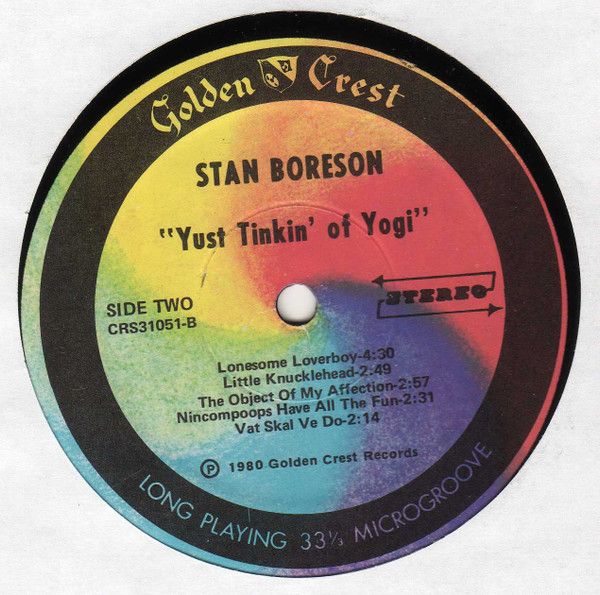 Golden Crest
STAN BORESON
"Yust Tinkin' of Yogi"
SIDE TWO
CRS31051-B
STEREO
Lonesome Loverboy-4:30
Little Knucklehead-2.49
The Object Of My Affection-2:57
Nincompoops Have All The Fun-2:31
Vat Skal Ve Do-2:14
℗ 1980 Golden Crest Records
LONG PLAYING 33⅓ MICROGROOVE